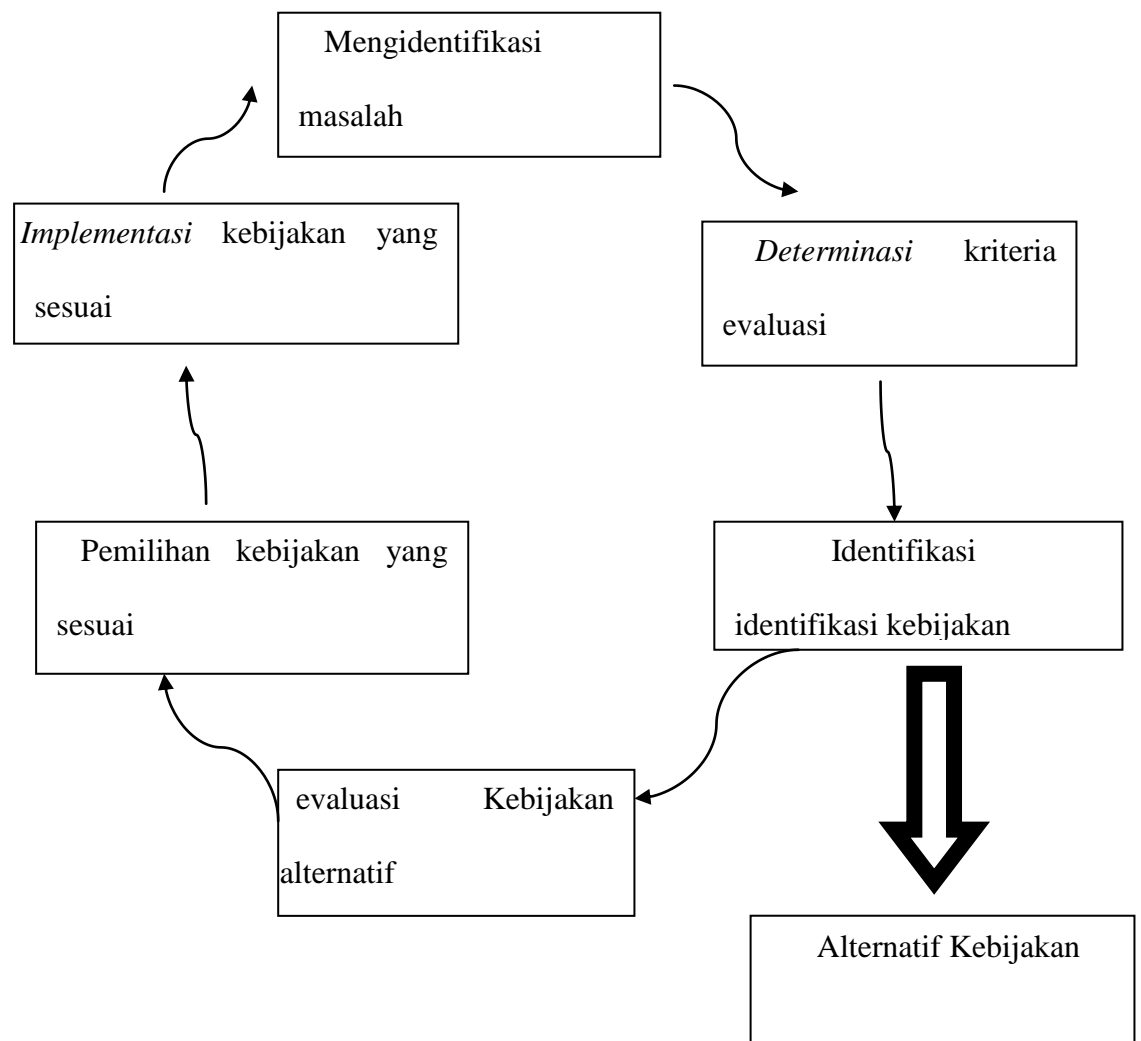 Mengidentifikasi
masalah
Implementasi kebijakan yang
sesuai
Determinasi kriteria
evaluasi
Pemilihan kebijakan yang
sesuai
Identifikasi
identifikasi kebijakan
evaluasi Kebijakan
alternatif
Alternatif Kebijakan